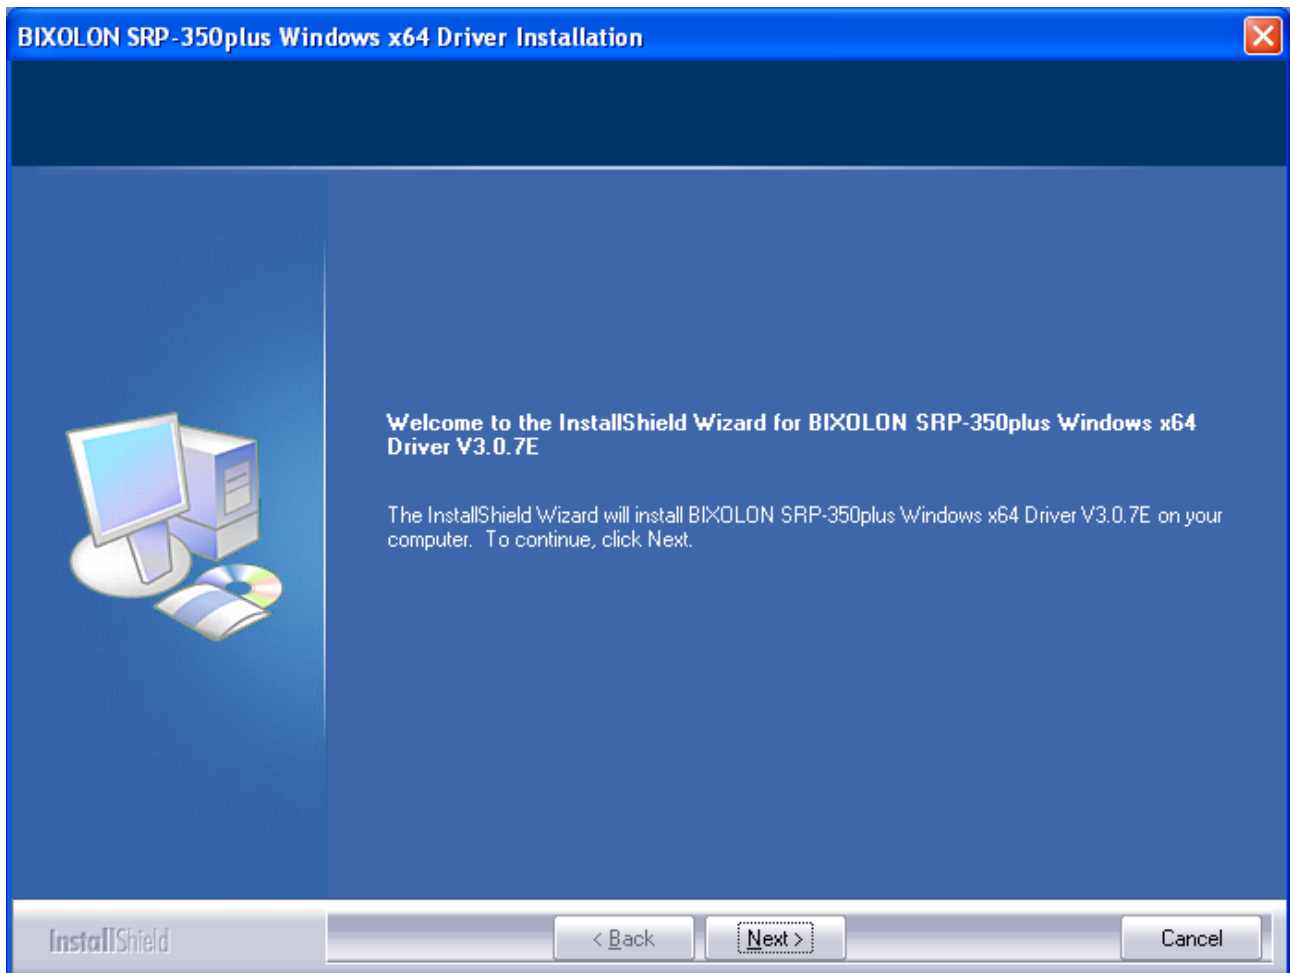 BIXOLON SRP-350plus Windows x64 Driver Installation
Welcome to the InstallShield Wizard for BIXOLON SRP-350plus Windows x64
Driver V3.0.7E
The InstallShield Wizard will install BIXOLON SRP-350plus Windows x64 Driver V3.0.7E on your
computer.  To continue, click Next.
InstallShield
< Back
Next >
Cancel